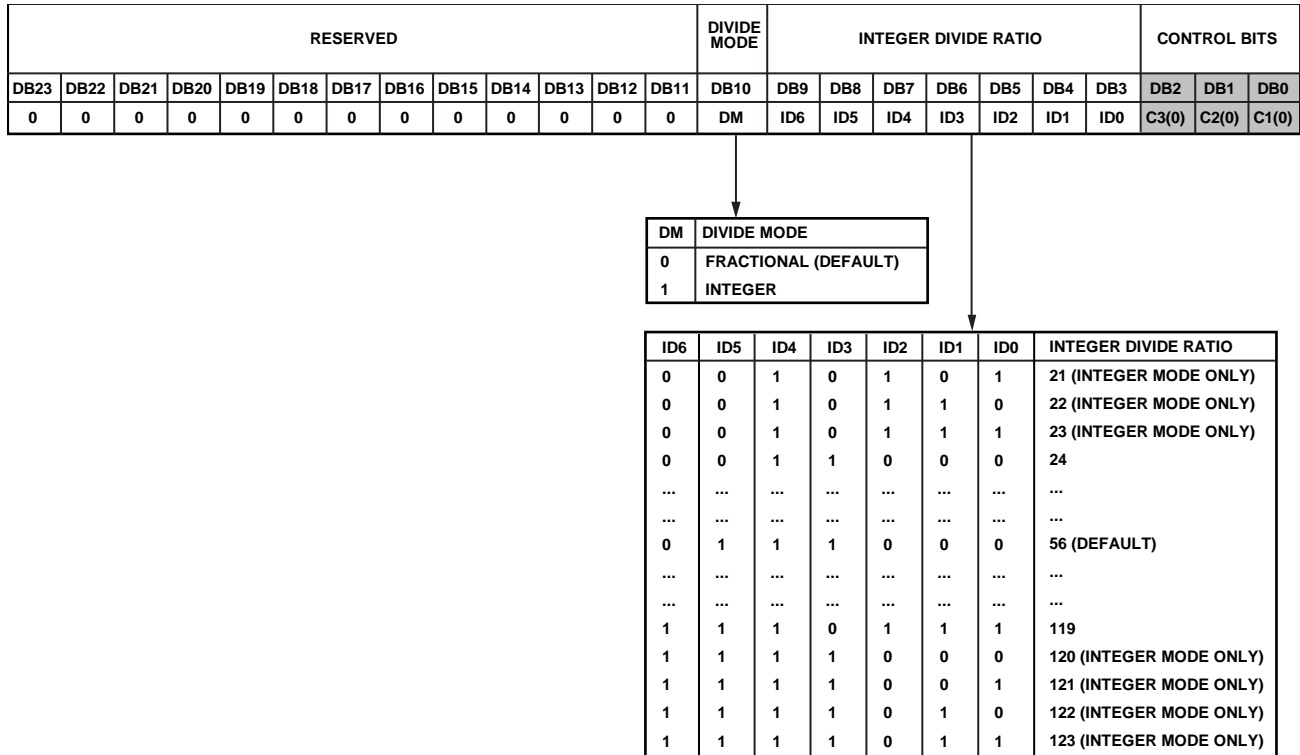 RESERVED DIVIDE MODE INTEGER DIVIDE RATIO CONTROL BITS
DB23 DB22 DB21 DB20 DB19 DB18 DB17 DB16 DB15 DB14 DB13 DB12 DB11 DB10 DB9 DB8 DB7 DB6 DB5 DB4 DB3 DB2 DB1 DB0
0 0 0 0 0 0 0 0 0 0 0 0 0 DM ID6 ID5 ID4 ID3 ID2 ID1 ID0 C3(0) C2(0) C1(0)
DM DIVIDE MODE
0 FRACTIONAL (DEFAULT)
1 INTEGER
ID6 ID5 ID4 ID3 ID2 ID1 ID0 INTEGER DIVIDE RATIO
0 0 1 0 1 0 1 21 (INTEGER MODE ONLY)
0 0 1 0 1 1 0 22 (INTEGER MODE ONLY)
0 0 1 0 1 1 1 23 (INTEGER MODE ONLY)
0 0 1 1 0 0 0 24
... ... ... ... ... ... ... ...
... ... ... ... ... ... ... ...
0 1 1 1 0 0 0 56 (DEFAULT)
... ... ... ... ... ... ... ...
... ... ... ... ... ... ... ...
1 1 1 0 1 1 1 119
1 1 1 1 0 0 0 120 (INTEGER MODE ONLY)
1 1 1 1 0 0 1 121 (INTEGER MODE ONLY)
1 1 1 1 0 1 0 122 (INTEGER MODE ONLY)
1 1 1 1 0 1 1 123 (INTEGER MODE ONLY)